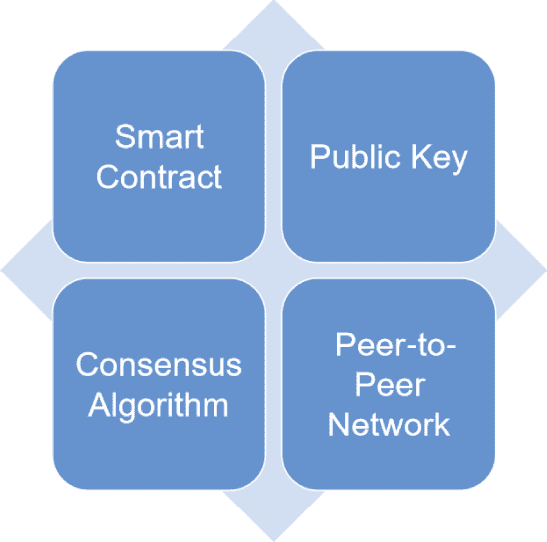 Smart
Contract
Public Key
Consensus
Algorithm
Peer-to-
Peer
Network